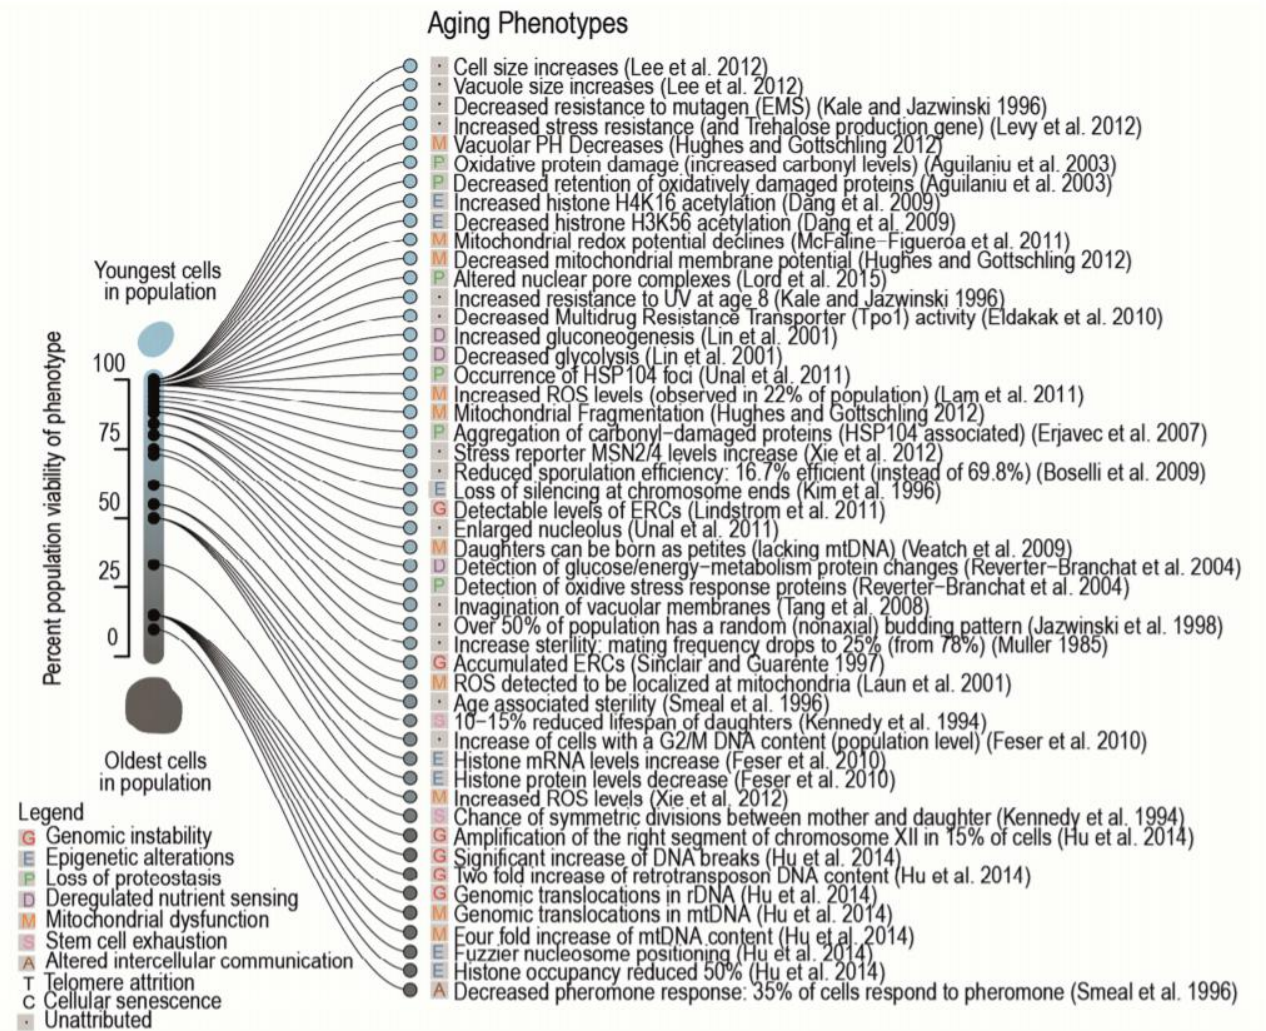 Aging Phenotypes
· Cell size increases (Lee et al. 2012)
· Vacuole size increases (Lee et al. 2012)
· Decreased resistance to mutagen (EMS) (Kale and Jazwinski 1996)
· Increased stress resistance (and Trehalose production gene) (Levy et al. 2012)
M Vacuolar PH Decreases (Hughes and Gottschling 2012)
P Oxidative protein damage (increased carbonyl levels) (Aguilaniu et al. 2003)
P Decreased retention of oxidatively damaged proteins (Aguilaniu et al. 2003)
E Increased histone H4K16 acetylation (Dang et al. 2009)
E Decreased histrone H3K56 acetylation (Dang et al. 2009)
M Mitochondrial redox potential declines (McFaline−Figueroa et al. 2011)
M Decreased mitochondrial membrane potential (Hughes and Gottschling 2012)
P Altered nuclear pore complexes (Lord et al. 2015)
· Increased resistance to UV at age 8 (Kale and Jazwinski 1996)
· Decreased Multidrug Resistance Transporter (Tpo1) activity (Eldakak et al. 2010)
D Increased gluconeogenesis (Lin et al. 2001)
D Decreased glycolysis (Lin et al. 2001)
P Occurrence of HSP104 foci (Unal et al. 2011)
M Increased ROS levels (observed in 22% of population) (Lam et al. 2011)
M Mitochondrial Fragmentation (Hughes and Gottschling 2012)
P Aggregation of carbonyl−damaged proteins (HSP104 associated) (Erjavec et al. 2007)
· Stress reporter MSN2/4 levels increase (Xie et al. 2012)
· Reduced sporulation efficiency: 16.7% efficient (instead of 69.8%) (Boselli et al. 2009)
E Loss of silencing at chromosome ends (Kim et al. 1996)
G Detectable levels of ERCs (Lindstrom et al. 2011)
· Enlarged nucleolus (Unal et al. 2011)
M Daughters can be born as petites (lacking mtDNA) (Veatch et al. 2009)
D Detection of glucose/energy−metabolism protein changes (Reverter−Branchat et al. 2004)
P Detection of oxidive stress response proteins (Reverter−Branchat et al. 2004)
· Invagination of vacuolar membranes (Tang et al. 2008)
· Over 50% of population has a random (nonaxial) budding pattern (Jazwinski et al. 1998)
· Increase sterility: mating frequency drops to 25% (from 78%) (Muller 1985)
G Accumulated ERCs (Sinclair and Guarente 1997)
M ROS detected to be localized at mitochondria (Laun et al. 2001)
· Age associated sterility (Smeal et al. 1996)
S 10−15% reduced lifespan of daughters (Kennedy et al. 1994)
· Increase of cells with a G2/M DNA content (population level) (Feser et al. 2010)
E Histone mRNA levels increase (Feser et al. 2010)
E Histone protein levels decrease (Feser et al. 2010)
M Increased ROS levels (Xie et al. 2012)
S Chance of symmetric divisions between mother and daughter (Kennedy et al. 1994)
G Amplification of the right segment of chromosome XII in 15% of cells (Hu et al. 2014)
G Significant increase of DNA breaks (Hu et al. 2014)
G Two fold increase of retrotransposon DNA content (Hu et al. 2014)
G Genomic translocations in rDNA (Hu et al. 2014)
M Genomic translocations in mtDNA (Hu et al. 2014)
M Four fold increase of mtDNA content (Hu et al. 2014)
E Fuzzier nucleosome positioning (Hu et al. 2014)
E Histone occupancy reduced 50% (Hu et al. 2014)
A Decreased pheromone response: 35% of cells respond to pheromone (Smeal et al. 1996)
Youngest cells
in population
Percent population viability of phenotype
100
75
50
25
0
Oldest cells
in population
Legend
G Genomic instability
E Epigenetic alterations
P Loss of proteostasis
D Deregulated nutrient sensing
M Mitochondrial dysfunction
S Stem cell exhaustion
A Altered intercellular communication
T Telomere attrition
C Cellular senescence
· Unattributed